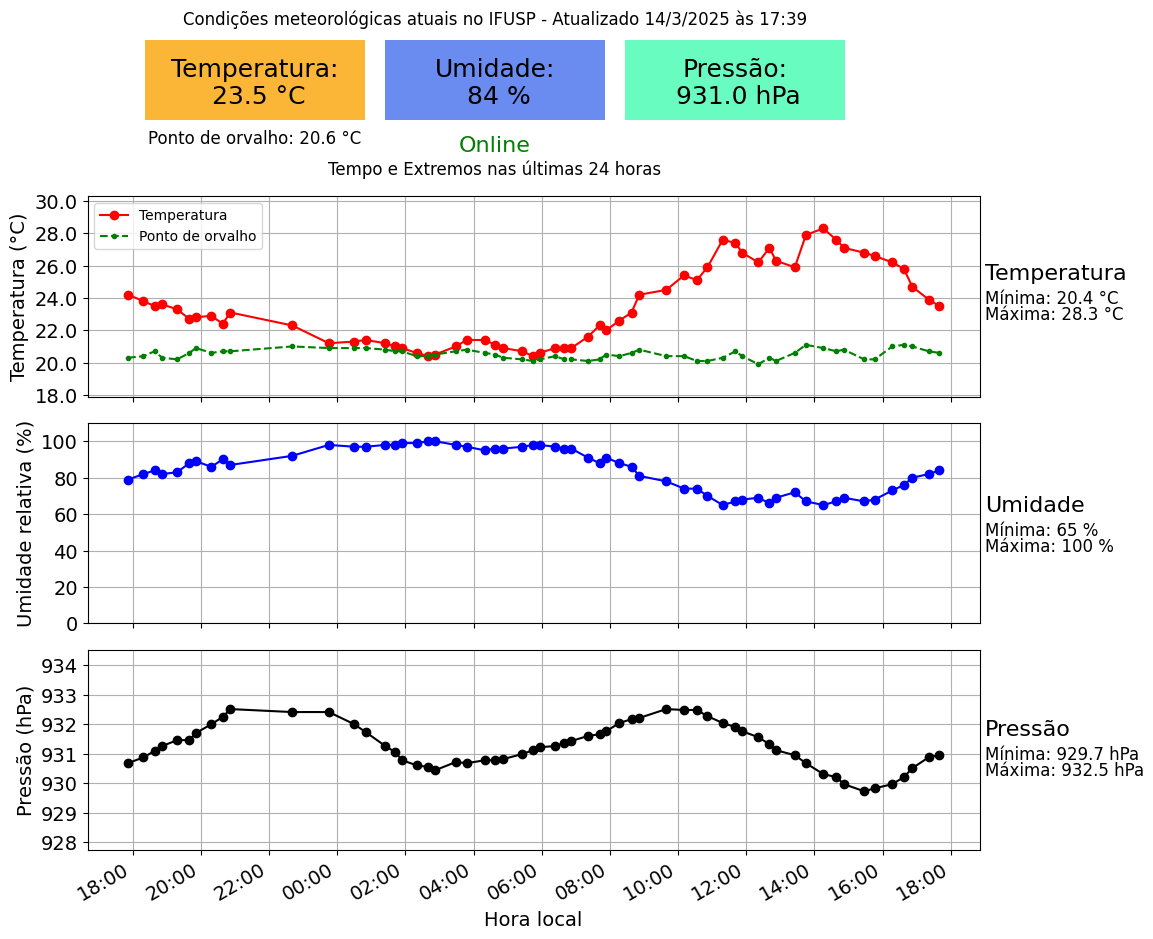 Condições meteorológicas atuais no IFUSP - Atualizado 14/3/2025 às 17:39
Temperatura:
23.5 °C
Umidade:
84 %
Pressão:
931.0 hPa
Ponto de orvalho: 20.6 °C
Online
Tempo e Extremos nas últimas 24 horas
Temperatura (°C)
30.0
28.0
26.0
24.0
22.0
20.0
18.0
Temperatura
Ponto de orvalho
Temperatura
Mínima: 20.4 °C
Máxima: 28.3 °C
Umidade relativa (%)
100
80
60
40
20
0
Umidade
Mínima: 65 %
Máxima: 100 %
Pressão (hPa)
934
933
932
931
930
929
928
Pressão
Mínima: 929.7 hPa
Máxima: 932.5 hPa
18:00 20:00 22:00 00:00 02:00 04:00 06:00 08:00 10:00 12:00 14:00 16:00 18:00
Hora local